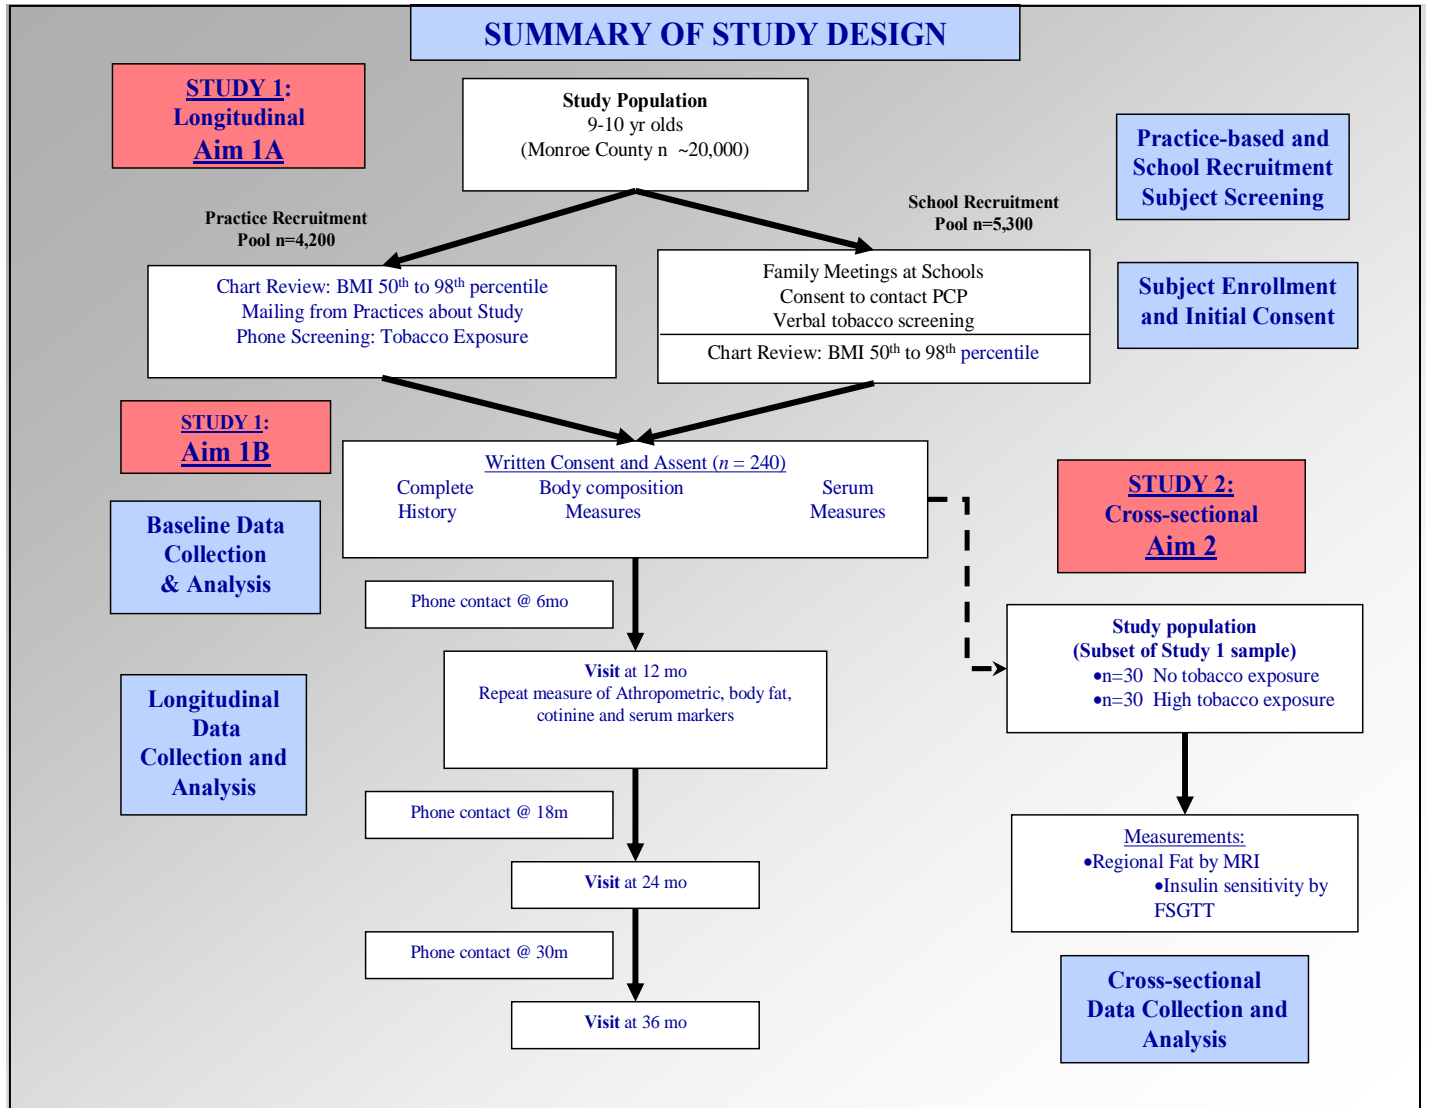 SUMMARY OF STUDY DESIGN
STUDY 1:
Longitudinal
Aim 1A
Study Population
9-10 yr olds
(Monroe County n ~20,000)
Practice-based and
School Recruitment
Subject Screening
Practice Recruitment
Pool n=4,200
School Recruitment
Pool n=5,300
Chart Review: BMI 50th to 98th percentile
Mailing from Practices about Study
Phone Screening: Tobacco Exposure
Family Meetings at Schools
Consent to contact PCP
Verbal tobacco screening
Chart Review: BMI 50th to 98th percentile
Subject Enrollment
and Initial Consent
STUDY 1:
Aim 1B
Written Consent and Assent (n = 240)
Complete Body composition Serum
History Measures Measures
STUDY 2:
Cross-sectional
Aim 2
Baseline Data
Collection
& Analysis
Phone contact @ 6mo
Study population
(Subset of Study 1 sample)
•n=30 No tobacco exposure
•n=30 High tobacco exposure
Visit at 12 mo
Repeat measure of Athropometric, body fat,
cotinine and serum markers
Longitudinal
Data
Collection and
Analysis
Phone contact @ 18m
Measurements:
•Regional Fat by MRI
•Insulin sensitivity by
FSGTT
Visit at 24 mo
Phone contact @ 30m
Cross-sectional
Data Collection and
Analysis
Visit at 36 mo